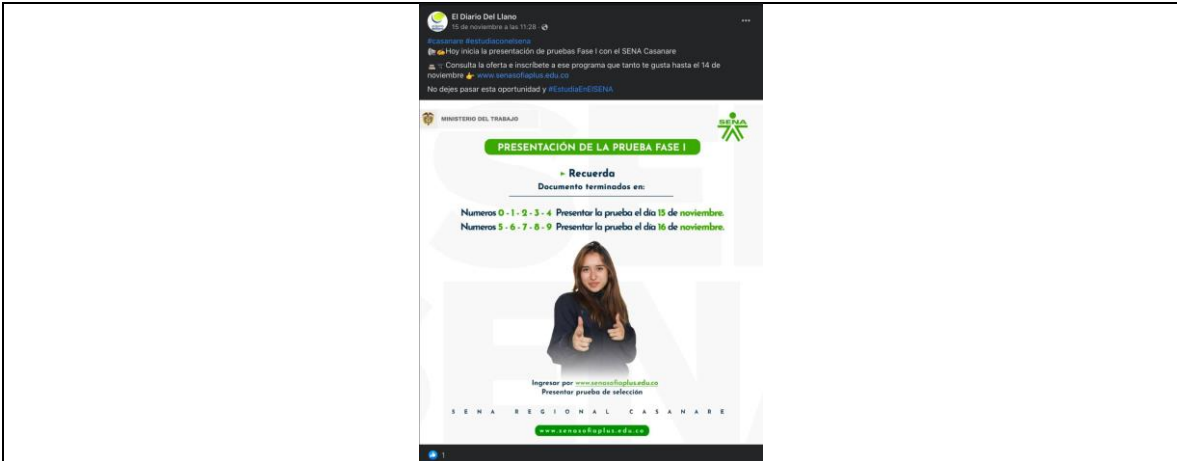 El Diario Del Llano
15 de noviembre a las 11:28 ·
#casanare #estudiaconelsena
Hoy inicia la presentación de pruebas Fase I con el SENA Casanare
Consulta la oferta e inscríbete a ese programa que tanto te gusta hasta el 14 de
noviembre 👉 www.senasofiaplus.edu.co
No dejes pasar esta oportunidad y #EstudiaEnElSENA
MINISTERIO DEL TRABAJO
SENA
PRESENTACIÓN DE LA PRUEBA FASE I
Recuerda
Documento terminados en:
Numeros 0 - 1 - 2 - 3 - 4 Presentar la prueba el día 15 de noviembre.
Numeros 5 - 6 - 7 - 8 - 9 Presentar la prueba el día 16 de noviembre.
Ingresar por www.senasofiaplus.edu.co
Presentar prueba de selección
SENA REGIONAL CASANARE
www.senasofiaplus.edu.co
1